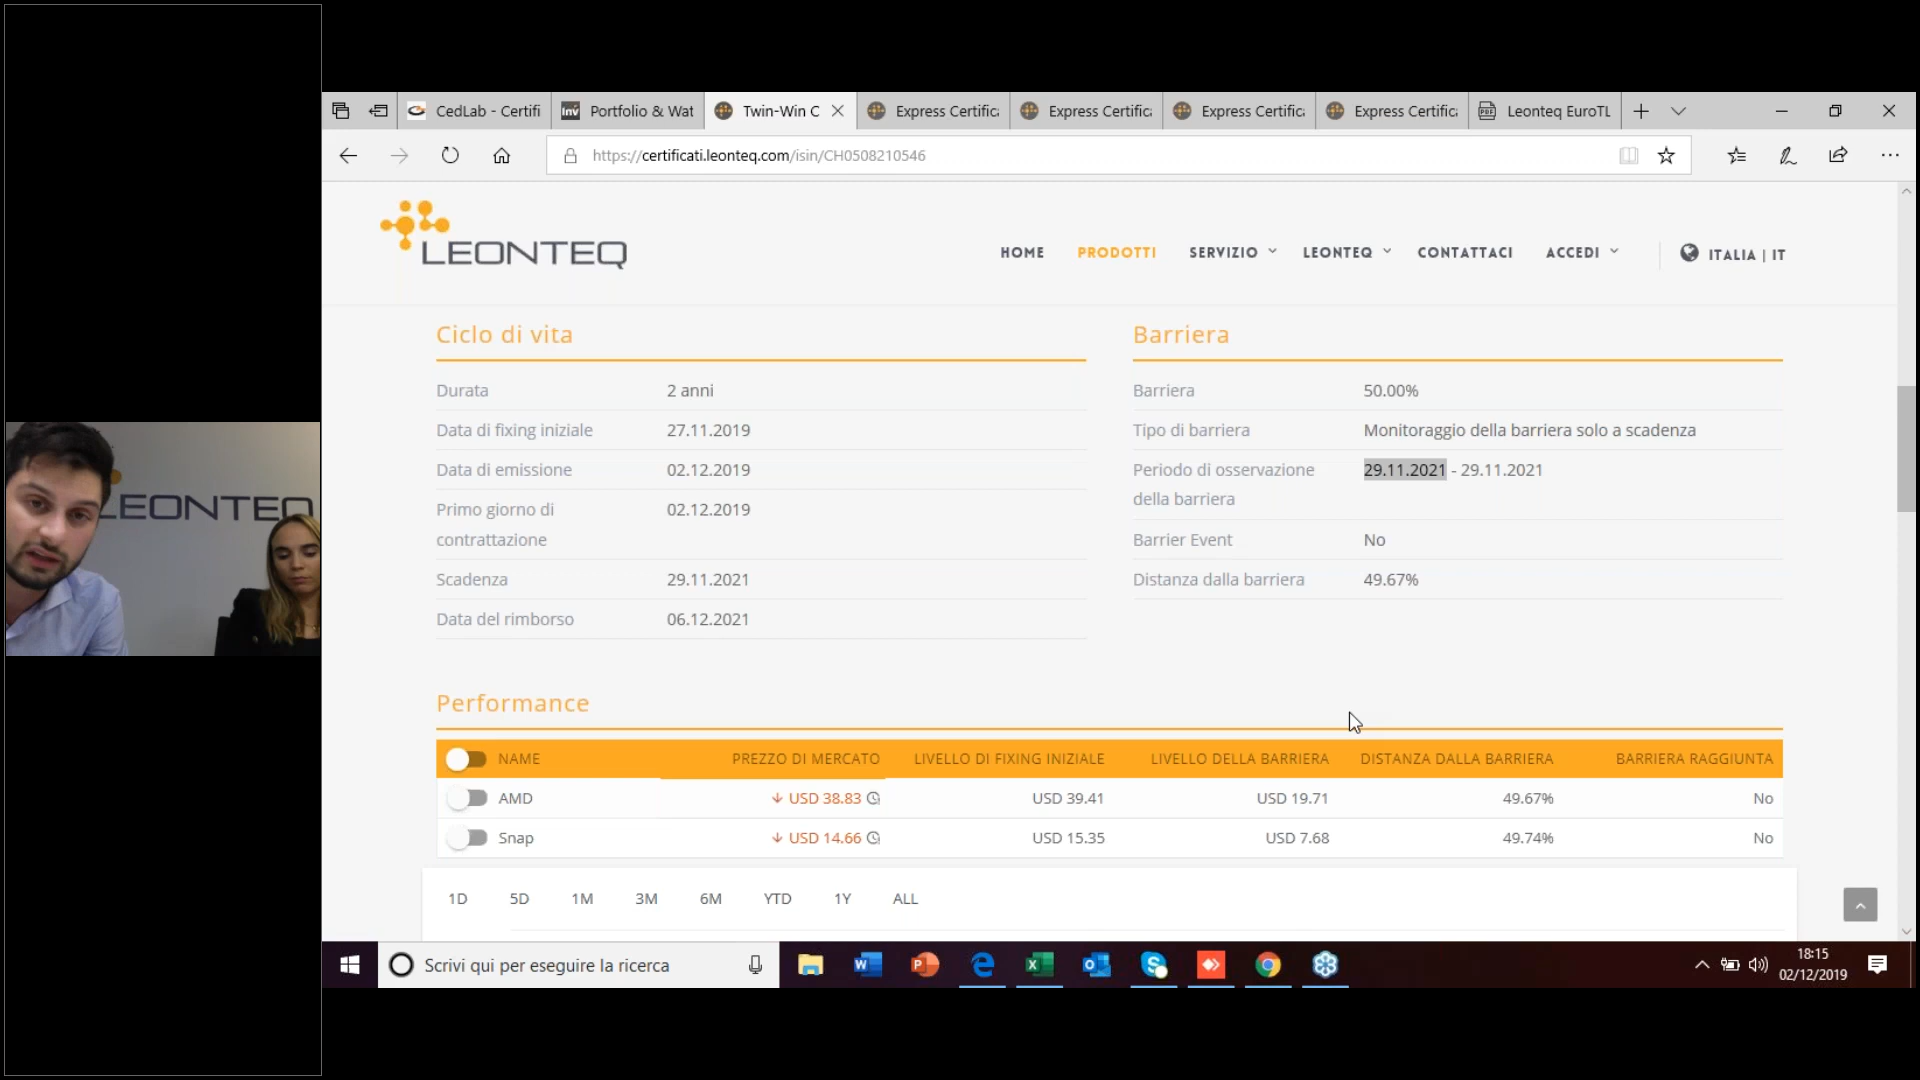 CedLab - Certifi
Portfolio & Wat
Twin-Win C
Express Certific
Express Certific
Express Certific
Express Certific
Leonteq EuroTL
https://certificati.leonteq.com/isin/CH0508210546
LEONTEQ
HOME
PRODOTTI
SERVIZIO
LEONTEQ
CONTATTACI
ACCEDI
ITALIA | IT
Ciclo di vita
Durata 2 anni
Data di fixing iniziale 27.11.2019
Data di emissione 02.12.2019
Primo giorno di 02.12.2019
contrattazione
Scadenza 29.11.2021
Data del rimborso 06.12.2021
Barriera
Barriera 50.00%
Tipo di barriera Monitoraggio della barriera solo a scadenza
Periodo di osservazione 29.11.2021 - 29.11.2021
della barriera
Barrier Event No
Distanza dalla barriera 49.67%
Performance
NAME PREZZO DI MERCATO LIVELLO DI FIXING INIZIALE LIVELLO DELLA BARRIERA DISTANZA DALLA BARRIERA BARRIERA RAGGIUNTA
AMD USD 38.83 USD 39.41 USD 19.71 49.67% No
Snap USD 14.66 USD 15.35 USD 7.68 49.74% No
1D 5D 1M 3M 6M YTD 1Y ALL
Scrivi qui per eseguire la ricerca
18:15
02/12/2019
LEONTEQ